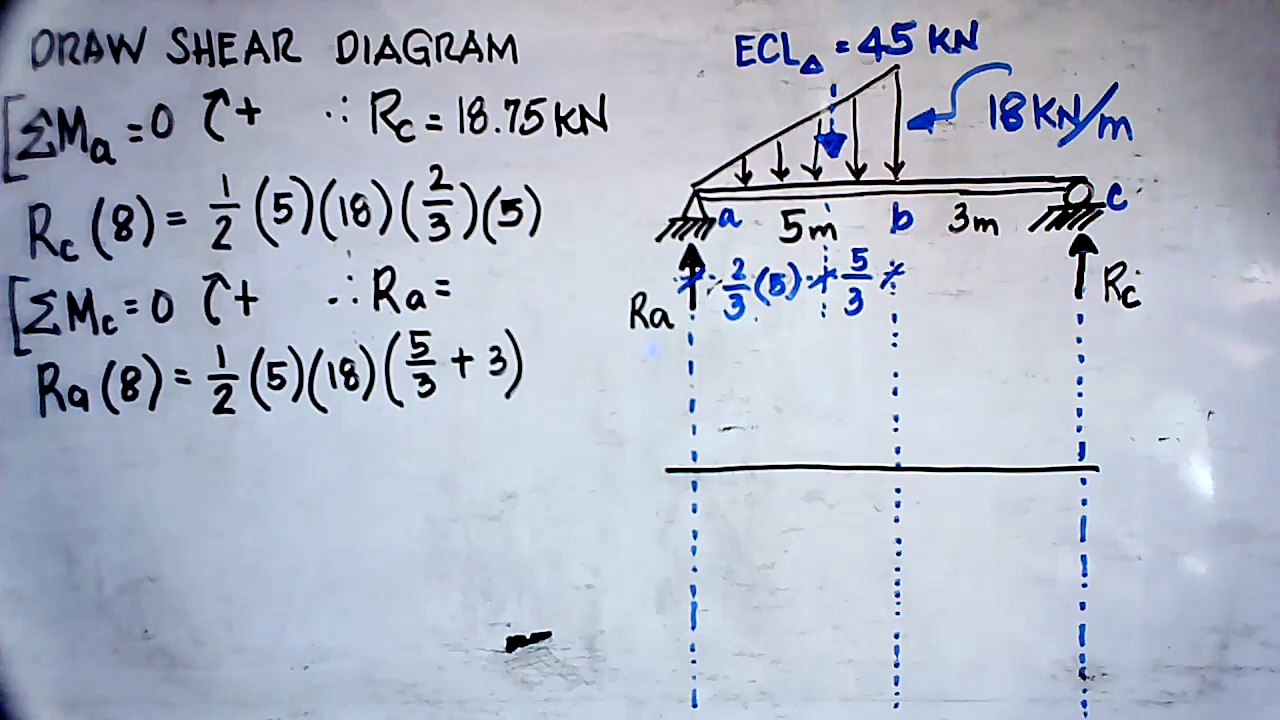 DRAW SHEAR DIAGRAM
[ΣMa = 0 ↻+ ∴ Rc = 18.75 KN
Rc (8) = 1/2 (5)(18)(2/3)(5)
[ΣMc = 0 ↻+ ∴ Ra =
Ra (8) = 1/2 (5)(18)(5/3 + 3)
ECL△ = 45 KN
18 KN/m
a 5m b 3m c
2/3 (5) 5/3
Ra Rc